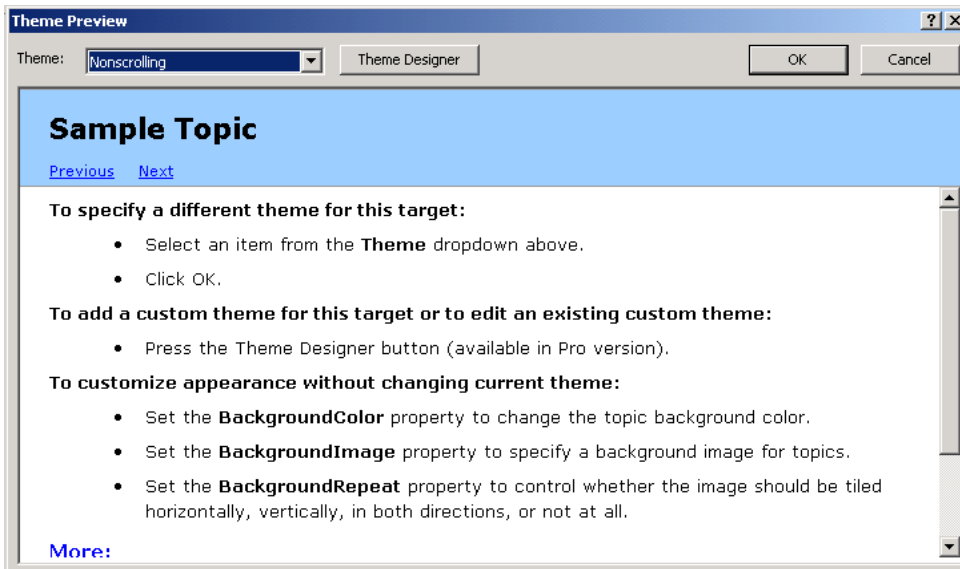 Theme Preview
Theme: Nonscrolling Theme Designer OK Cancel
Sample Topic
Previous Next
To specify a different theme for this target:
• Select an item from the Theme dropdown above.
• Click OK.
To add a custom theme for this target or to edit an existing custom theme:
• Press the Theme Designer button (available in Pro version).
To customize appearance without changing current theme:
• Set the BackgroundColor property to change the topic background color.
• Set the BackgroundImage property to specify a background image for topics.
• Set the BackgroundRepeat property to control whether the image should be tiled
horizontally, vertically, in both directions, or not at all.
More: